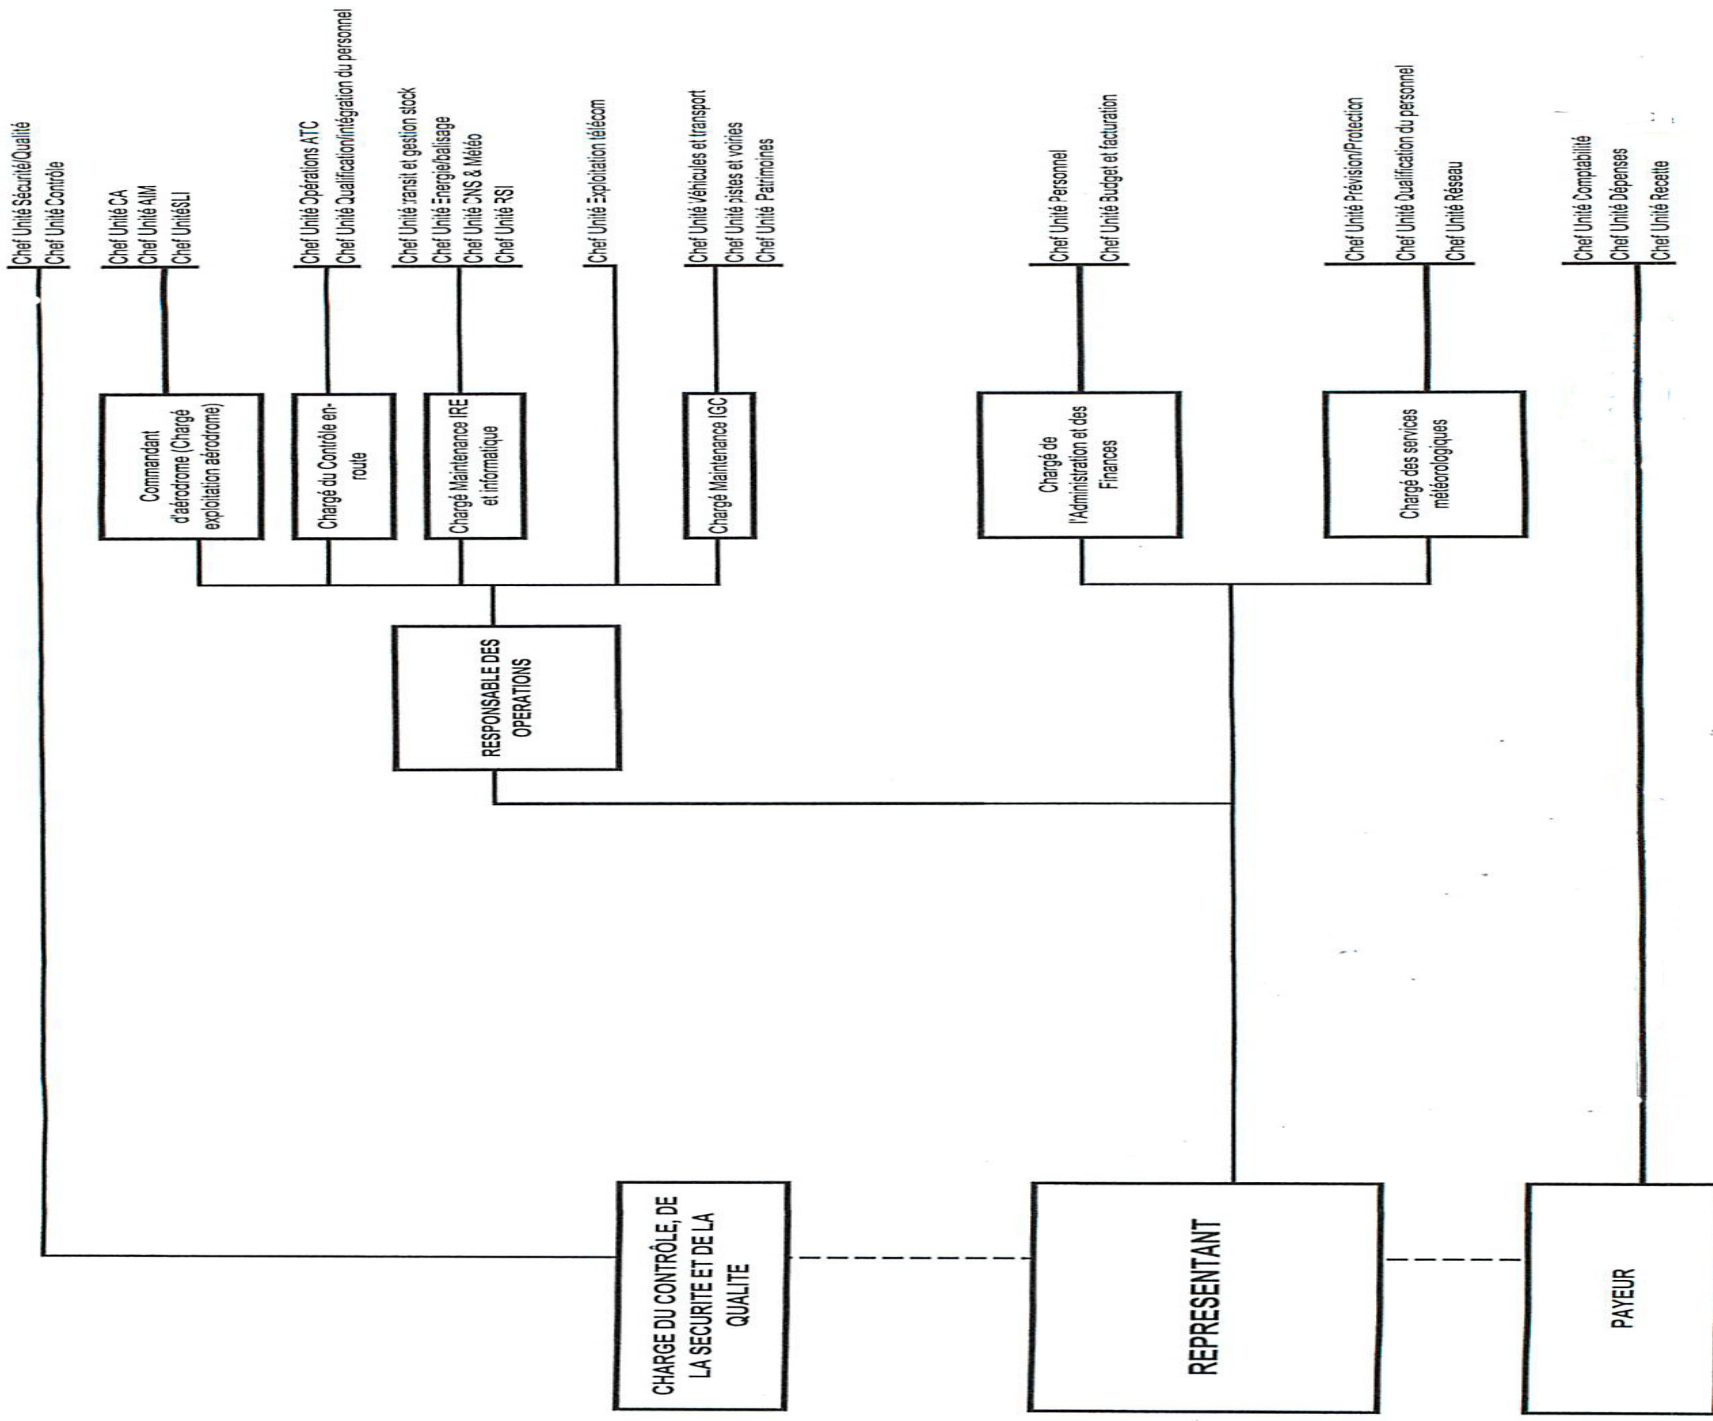 CHARGE DU CONTRÔLE, DE
LA SECURITE ET DE LA
QUALITE
REPRESENTANT
PAYEUR
RESPONSABLE DES
OPERATIONS
Commandant
d'aérodrome (Chargé
exploitation aérodrome)
Chargé du Contrôle en-
route
Chargé Maintenance IRE
et informatique
Chargé Maintenance IGC
Chargé de
l'Administration et des
Finances
Chargé des services
météorologiques
Chef Unité Sécurité/Qualité
Chef Unité Contrôle
Chef Unité CA
Chef Unité AIM
Chef UnitéSLI
Chef Unité Opérations ATC
Chef Unité Qualification/intégration du personnel
Chef Unité transit et gestion stock
Chef Unité Energie/balisage
Chef Unité CNS & Météo
Chef Unité RSI
Chef Unité Exploitation télécom
Chef Unité Véhicules et transport
Chef Unité pistes et voiries
Chef Unité Patrimoines
Chef Unité Personnel
Chef Unité Budget et facturation
Chef Unité Prévision/Protection
Chef Unité Qualification du personnel
Chef Unité Réseau
Chef Unité Comptabilité
Chef Unité Dépenses
Chef Unité Recette